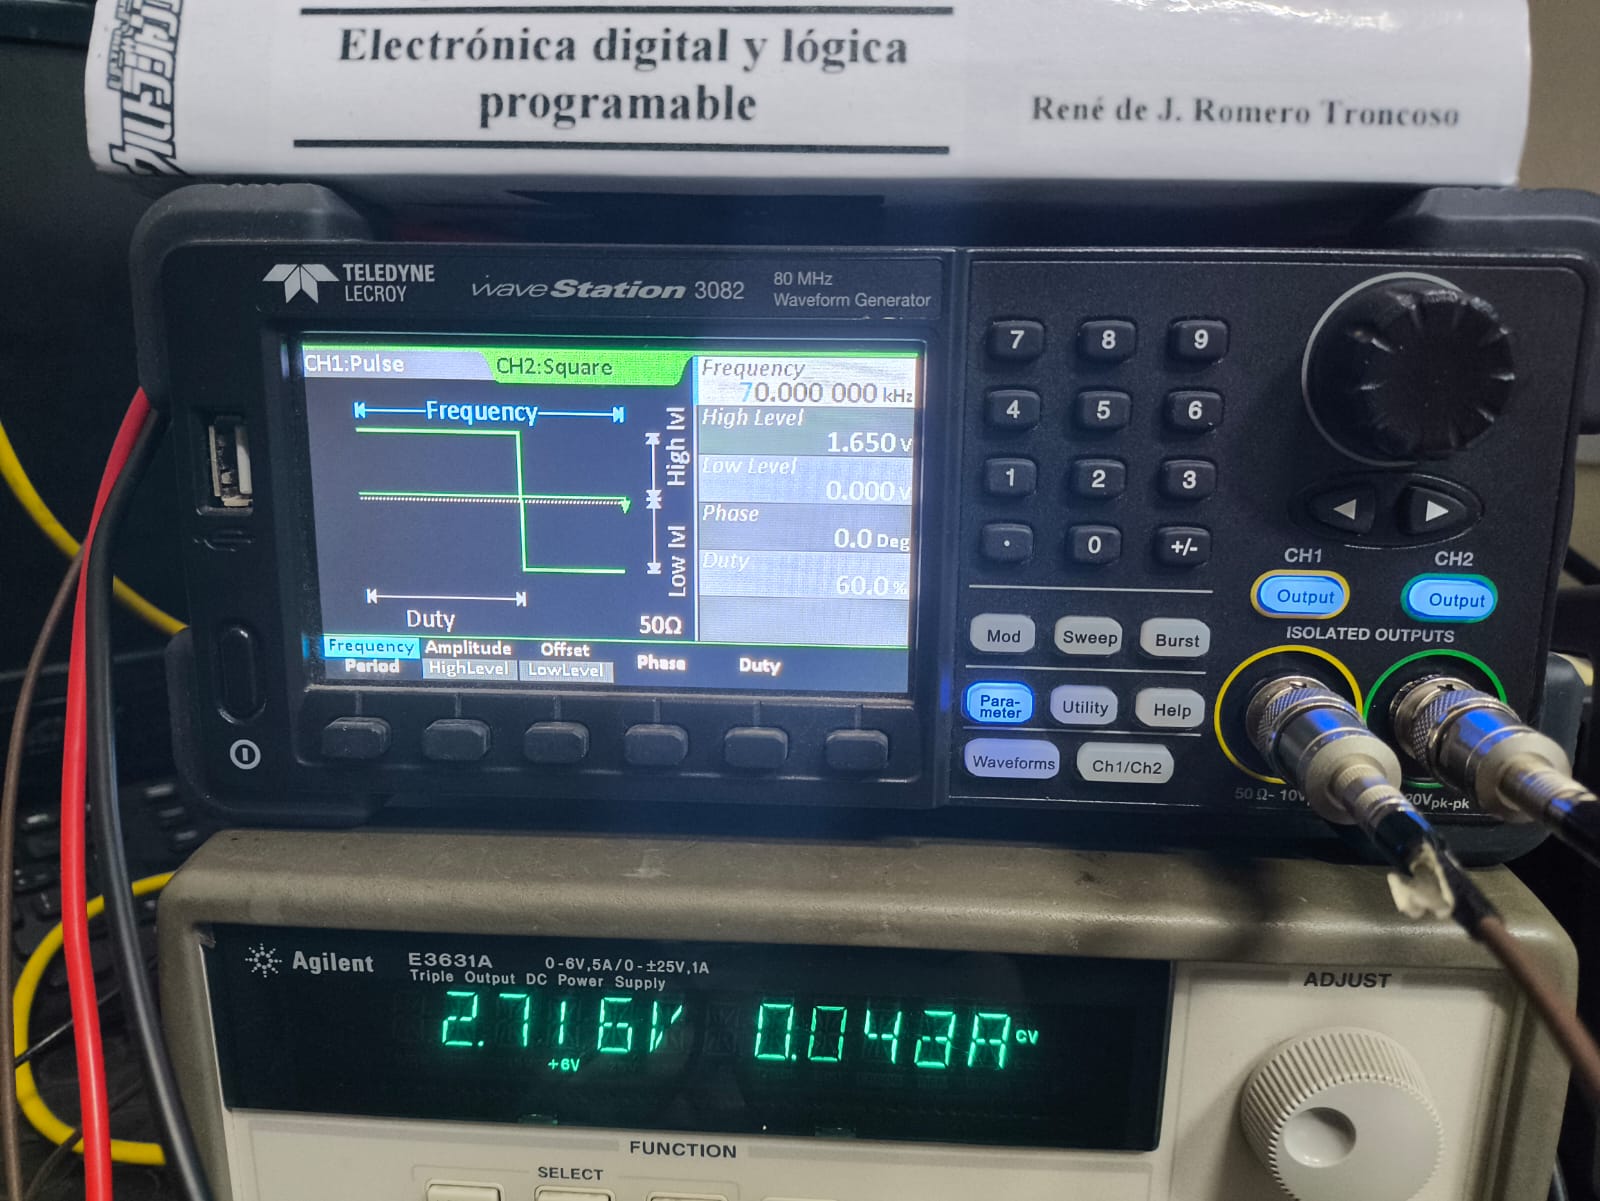 Electrónica digital y lógica
programable
René de J. Romero Troncoso
TELEDYNE
LECROY
waveStation 3082
80 MHz
Waveform Generator
CH1:Pulse
CH2:Square
Frequency
70.000 000 kHz
High Level
1.650 V
Low Level
0.000 V
Phase
0.0 Deg
Duty
60.0 %
Frequency
High lvl
Low lvl
Duty
50Ω
Frequency
Period
Amplitude
HighLevel
Offset
LowLevel
Phase
Duty
7
8
9
4
5
6
1
2
3
·
0
+/-
CH1
CH2
Output
Output
ISOLATED OUTPUTS
Mod
Sweep
Burst
Para-
meter
Utility
Help
Waveforms
Ch1/Ch2
50 Ω- 10V
20Vpk-pk
Agilent
E3631A
0-6V,5A/0-±25V,1A
Triple Output DC Power Supply
2.716V 0.043A CV
+6V
ADJUST
FUNCTION
SELECT